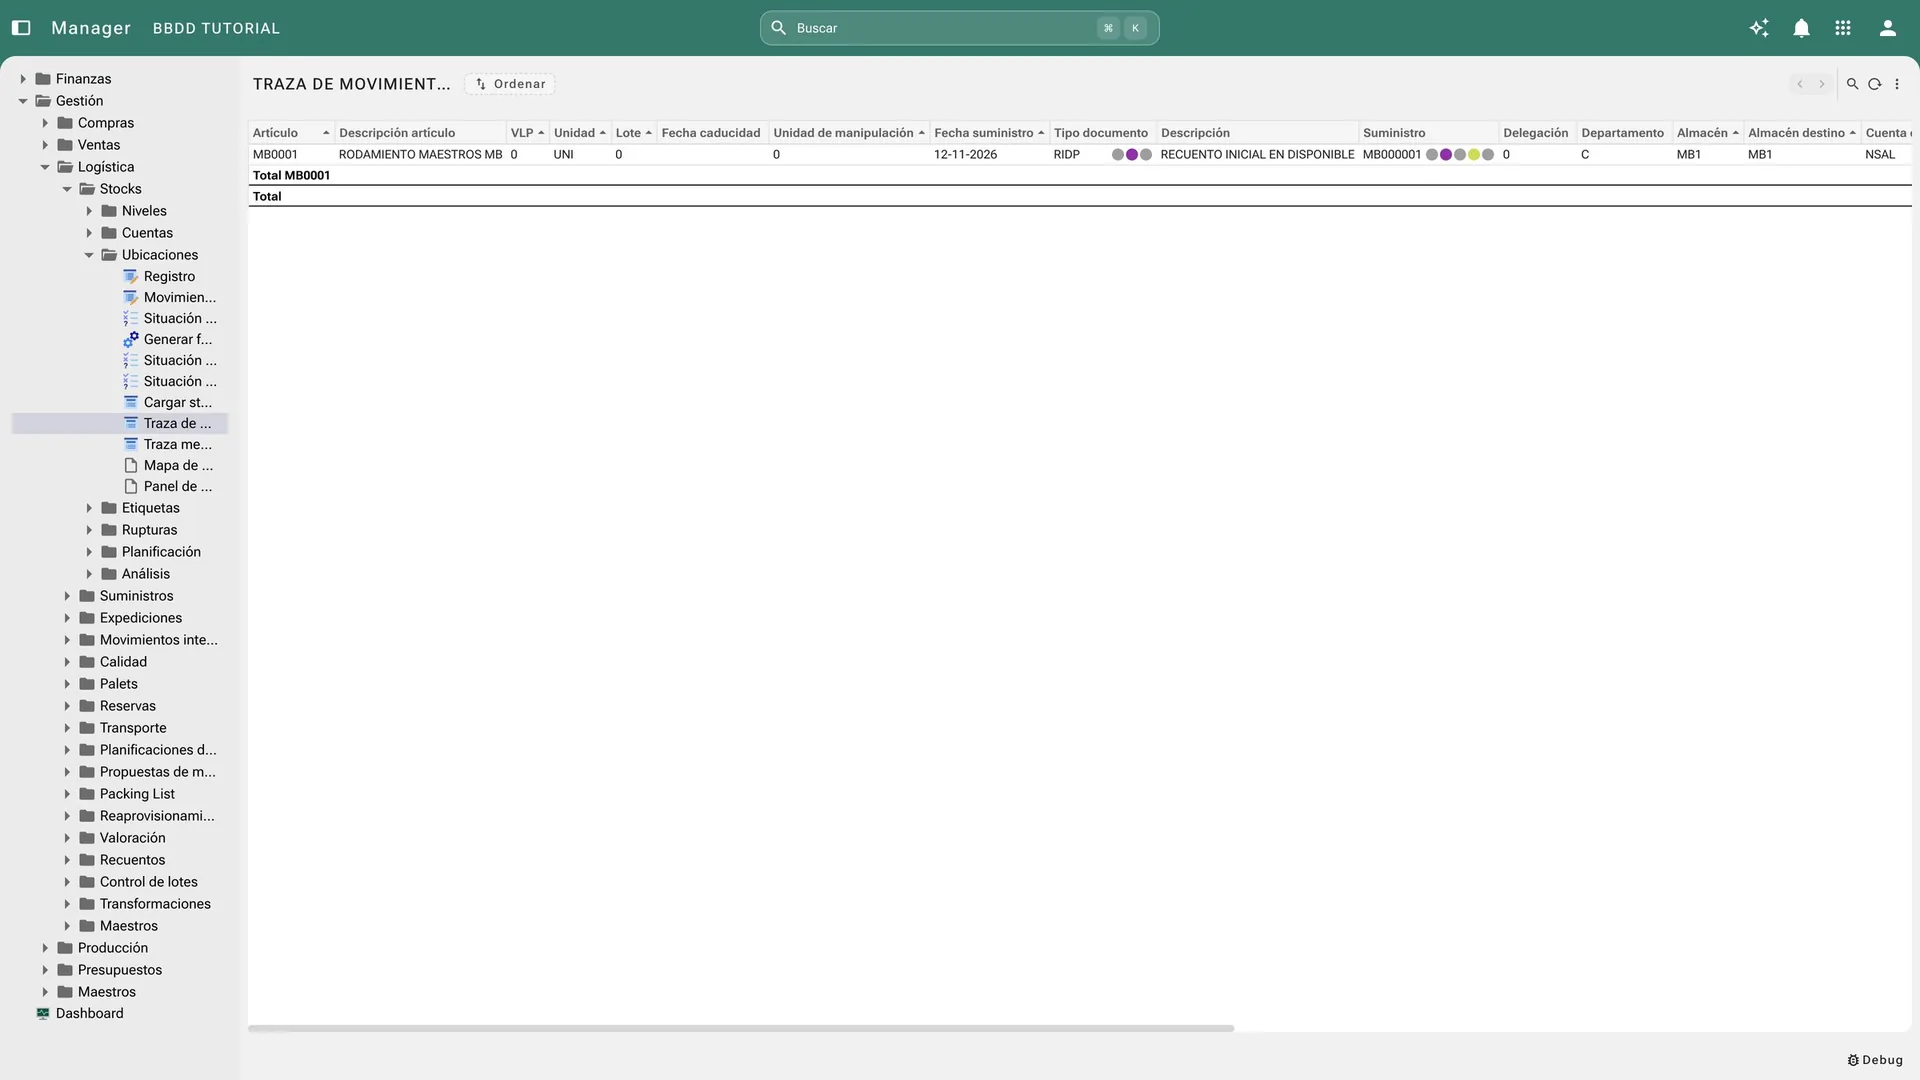 Manager BBDD TUTORIAL
Buscar ⌘ K
Finanzas
Gestión
Compras
Ventas
Logística
Stocks
Niveles
Cuentas
Ubicaciones
Registro
Movimien...
Situación ...
Generar f...
Situación ...
Situación ...
Cargar st...
Traza de ...
Traza me...
Mapa de ...
Panel de ...
Etiquetas
Rupturas
Planificación
Análisis
Suministros
Expediciones
Movimientos inte...
Calidad
Palets
Reservas
Transporte
Planificaciones d...
Propuestas de m...
Packing List
Reaprovisionami...
Valoración
Recuentos
Control de lotes
Transformaciones
Maestros
Producción
Presupuestos
Maestros
Dashboard
TRAZA DE MOVIMIENT... Ordenar
Artículo Descripción artículo VLP Unidad Lote Fecha caducidad Unidad de manipulación Fecha suministro Tipo documento Descripción Suministro Delegación Departamento Almacén Almacén destino Cuenta
MB0001 RODAMIENTO MAESTROS MB 0 UNI 0 0 12-11-2026 RIDP RECUENTO INICIAL EN DISPONIBLE MB000001 0 C MB1 MB1 NSAL
Total MB0001
Total
Debug